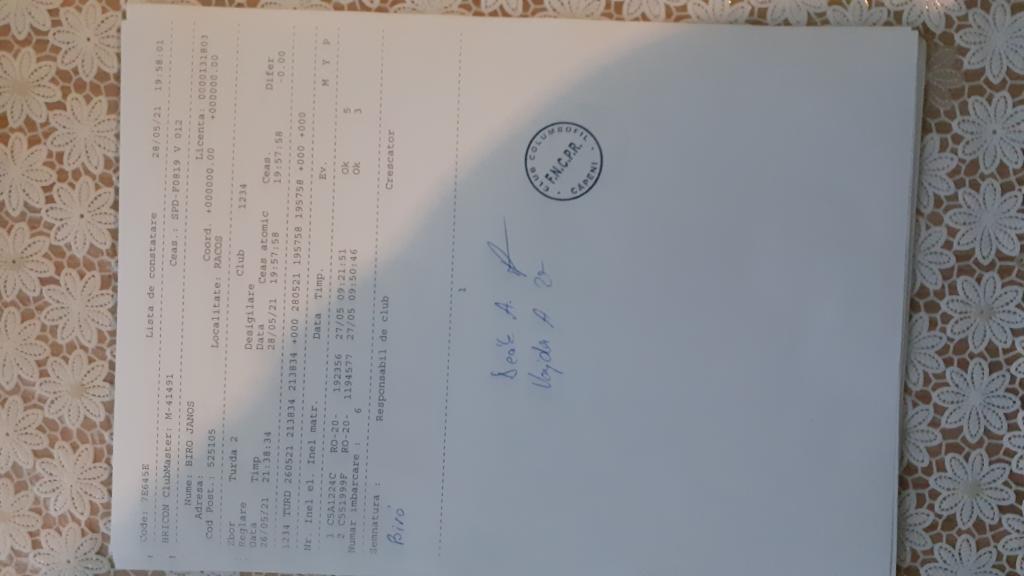 Code: 7E645E Lista de constatare 28/05/21 19:58:01
BRICON ClubMaster: M-41491 Ceas.: SPD-F0819 V 012
Nume: BIRO JANOS Licenta: 0000131803
Adresa: Coord. +000000.00 +000000.00
Cod Post.: 525105 Localitate: RACOS
Zbor Turda 2 Club 1234
Reglare Desigilare
Data Timp Data Ceas atomic Ceas. Difer
26/05/21 21:38:34 28/05/21 19:57:58 19:57:58 -0.00
1234 TURD 260521 213834 213834 +000 280521 195758 195758 +000 +000
Nr. Inel el. Inel matr. Data Timp. Ev. M Y P
1 C5A1224C RO-20- 192356 27/05 09:21:51 Ok 5
2 C551999F RO-20- 1194577 27/05 09:50:46 Ok 3
Numar imbarcare : 6
Semnatura : Responsabil de club Crescator
Biró
1
A.
A
CLUB COLUMBOFIL
F.N.C.P.R.
CAPENI